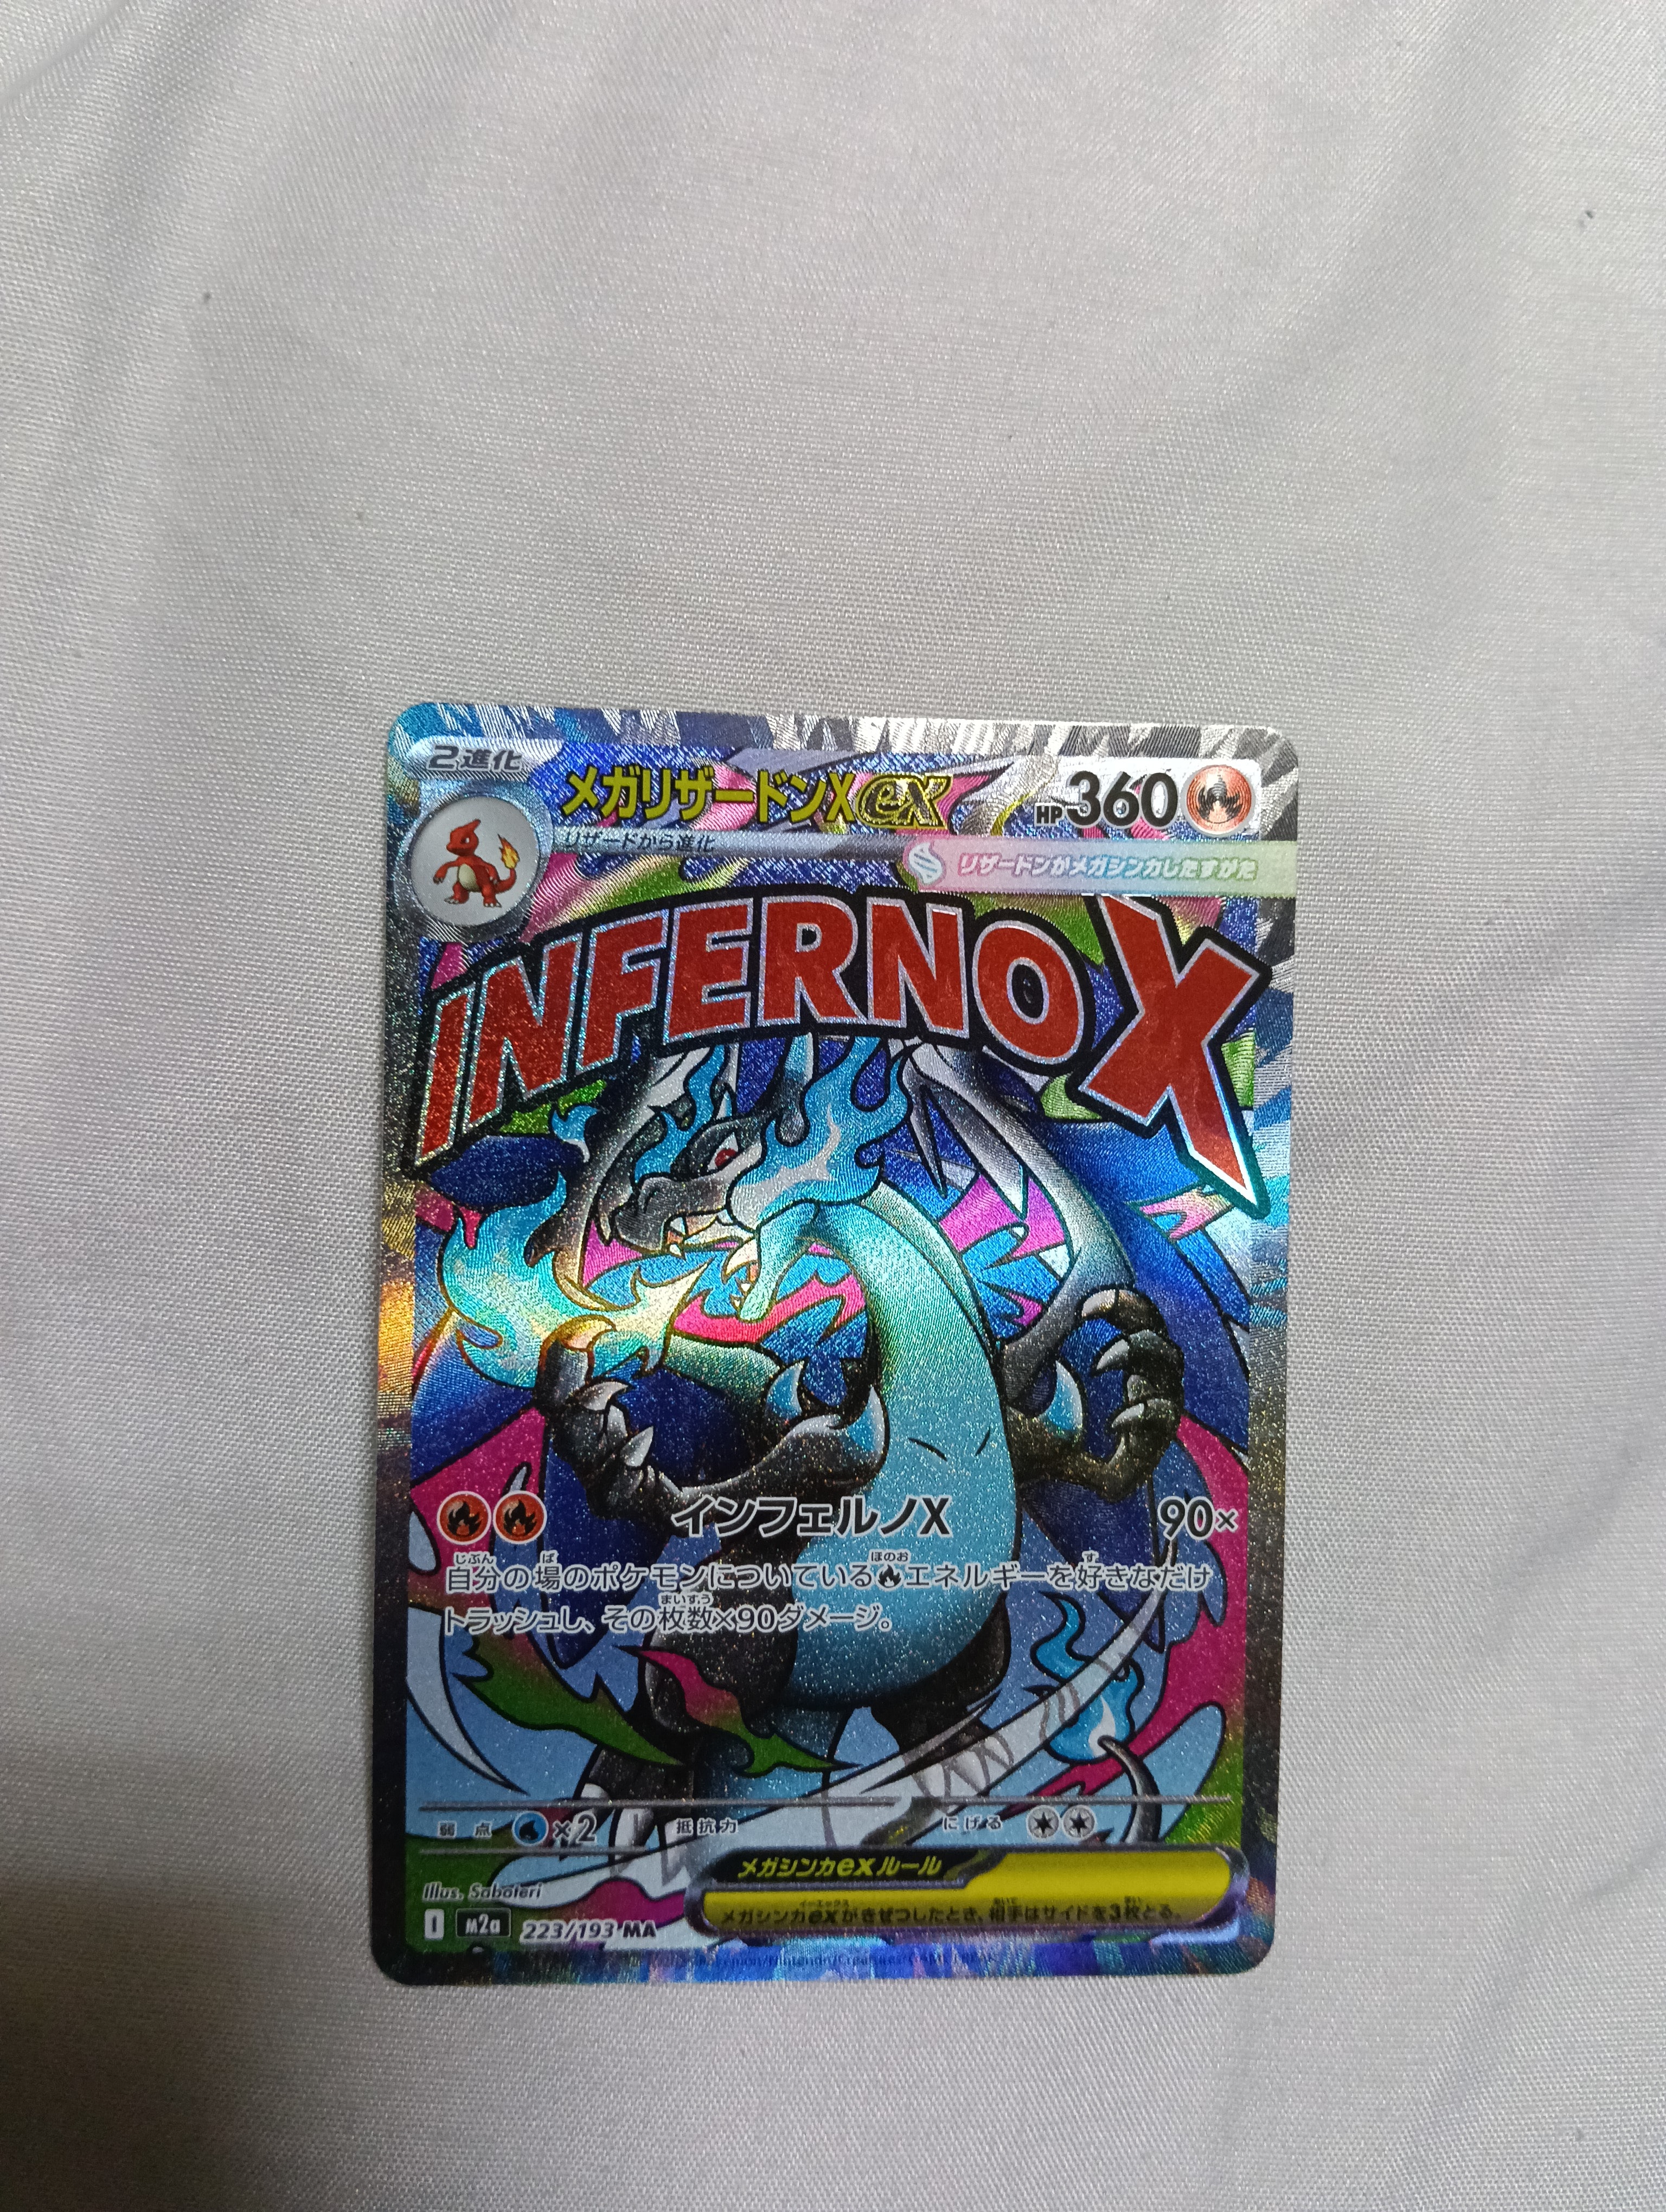 2進化
メガリザードンXex
HP360
リザードから進化
リザードンがメガシンカしたすがた
INFERNO X
インフェルノX 90×
自分の場のポケモンについているエネルギーを好きなだけ
トラッシュし、その枚数×90ダメージ。
弱点 ×2 抵抗力 にげる
メガシンカexルール
メガシンカexがきぜつしたとき、相手はサイドを3枚とる。
Illus. Saboteri
I M2a 223/193 MA